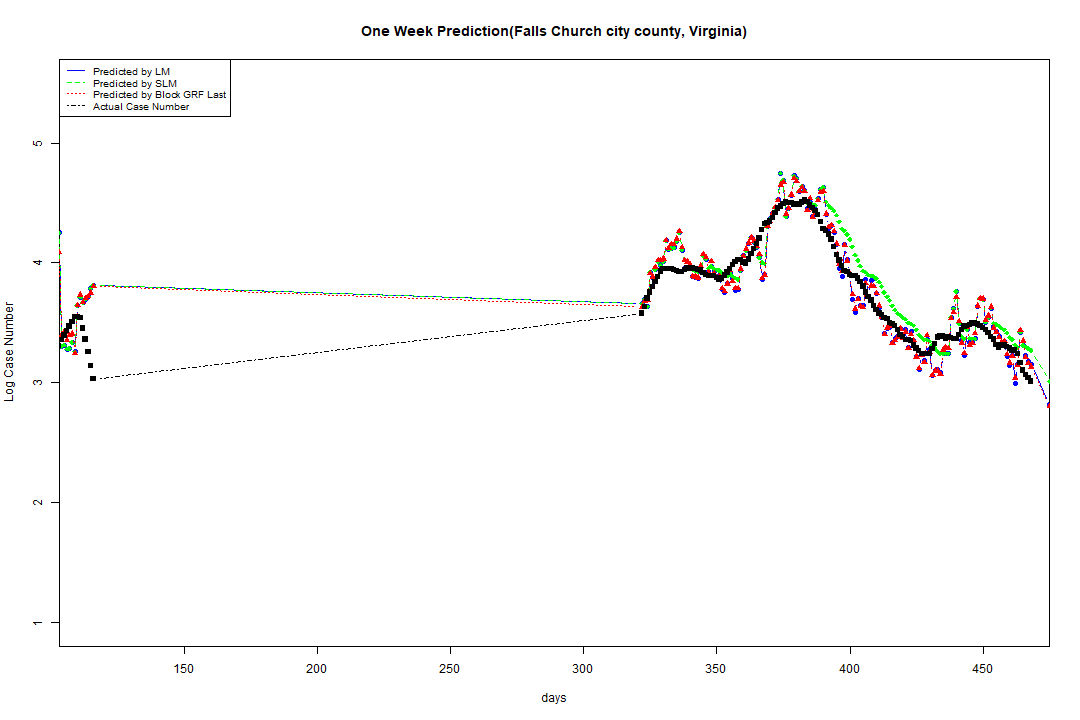 One Week Prediction(Falls Church city county, Virginia)
Predicted by LM
Predicted by SLM
Predicted by Block GRF Last
Actual Case Number
5
4
3
2
1
Log Case Number
150 200 250 300 350 400 450
days